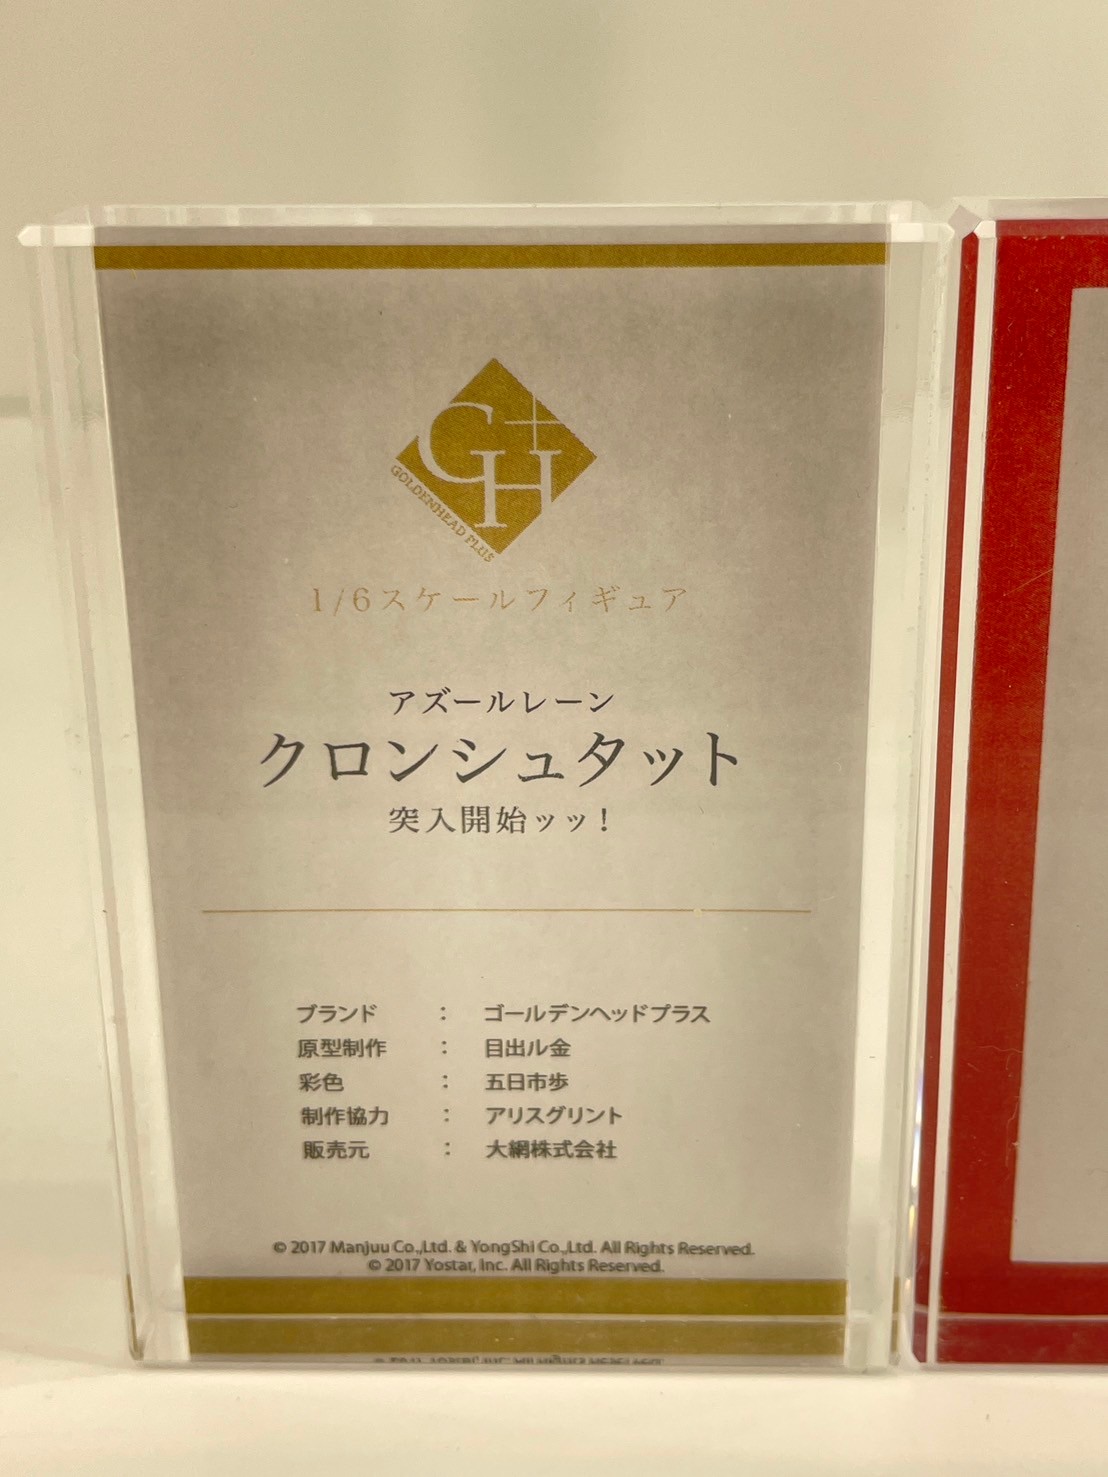 GH+
GOLDENHEAD PLUS
1/6スケールフィギュア
アズールレーン
クロンシュタット
突入開始ッッ！
ブランド ： ゴールデンヘッドプラス
原型制作 ： 目出ル金
彩色 ： 五日市歩
制作協力 ： アリスグリント
販売元 ： 大網株式会社
© 2017 Manjuu Co.,Ltd. & YongShi Co.,Ltd. All Rights Reserved.
© 2017 Yostar, Inc. All Rights Reserved.